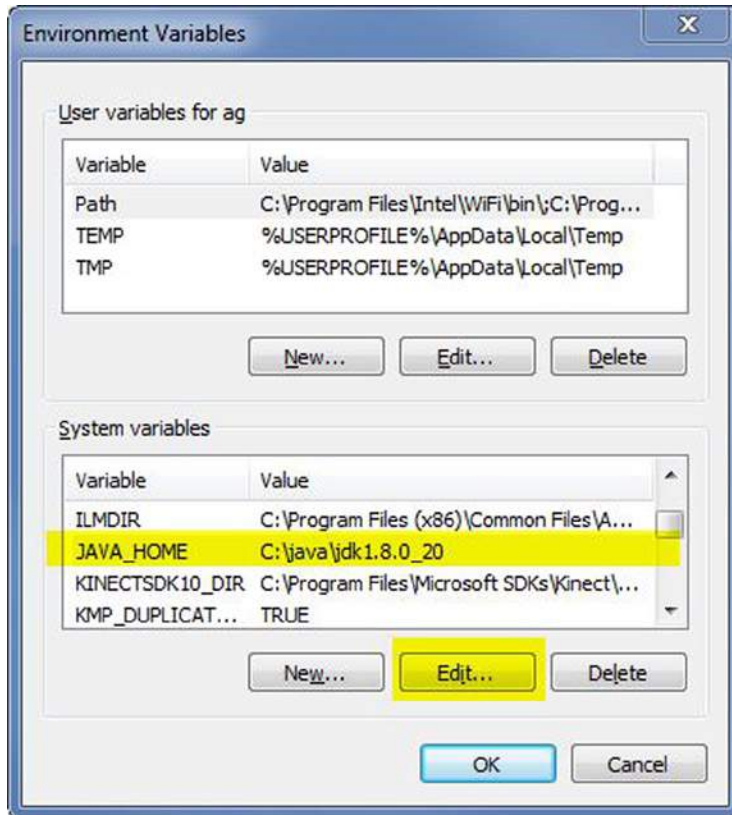 Environment Variables
User variables for ag
Variable Value
Path C:\Program Files\Intel\WiFi\bin\;C:\Prog...
TEMP %USERPROFILE%\AppData\Local\Temp
TMP %USERPROFILE%\AppData\Local\Temp
New... Edit... Delete
System variables
Variable Value
ILMDIR C:\Program Files (x86)\Common Files\A...
JAVA_HOME C:\java\jdk1.8.0_20
KINECTSDK10_DIR C:\Program Files\Microsoft SDKs\Kinect\...
KMP_DUPLICAT... TRUE
New... Edit... Delete
OK Cancel